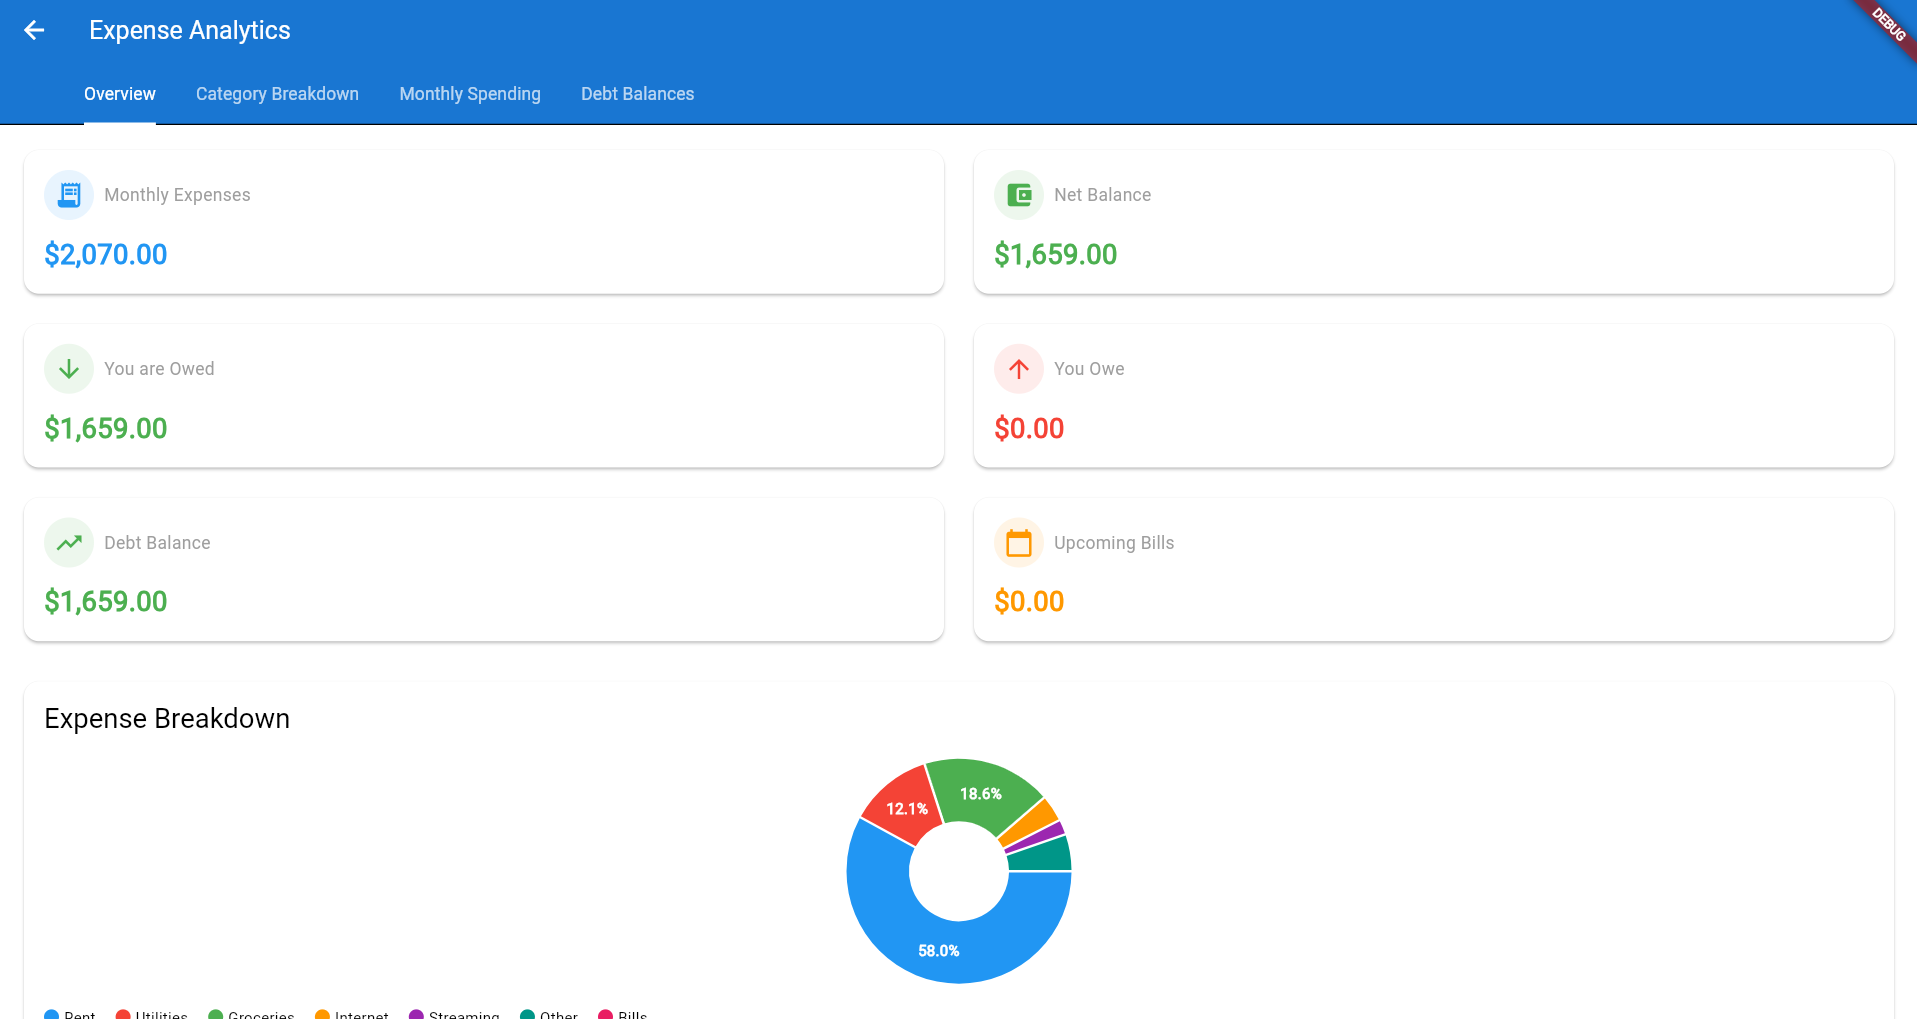 Expense Analytics
DEBUG
Overview Category Breakdown Monthly Spending Debt Balances
Monthly Expenses
$2,070.00
Net Balance
$1,659.00
You are Owed
$1,659.00
You Owe
$0.00
Debt Balance
$1,659.00
Upcoming Bills
$0.00
Expense Breakdown
18.6%
12.1%
58.0%
Rent Utilities Groceries Internet Streaming Other Bills